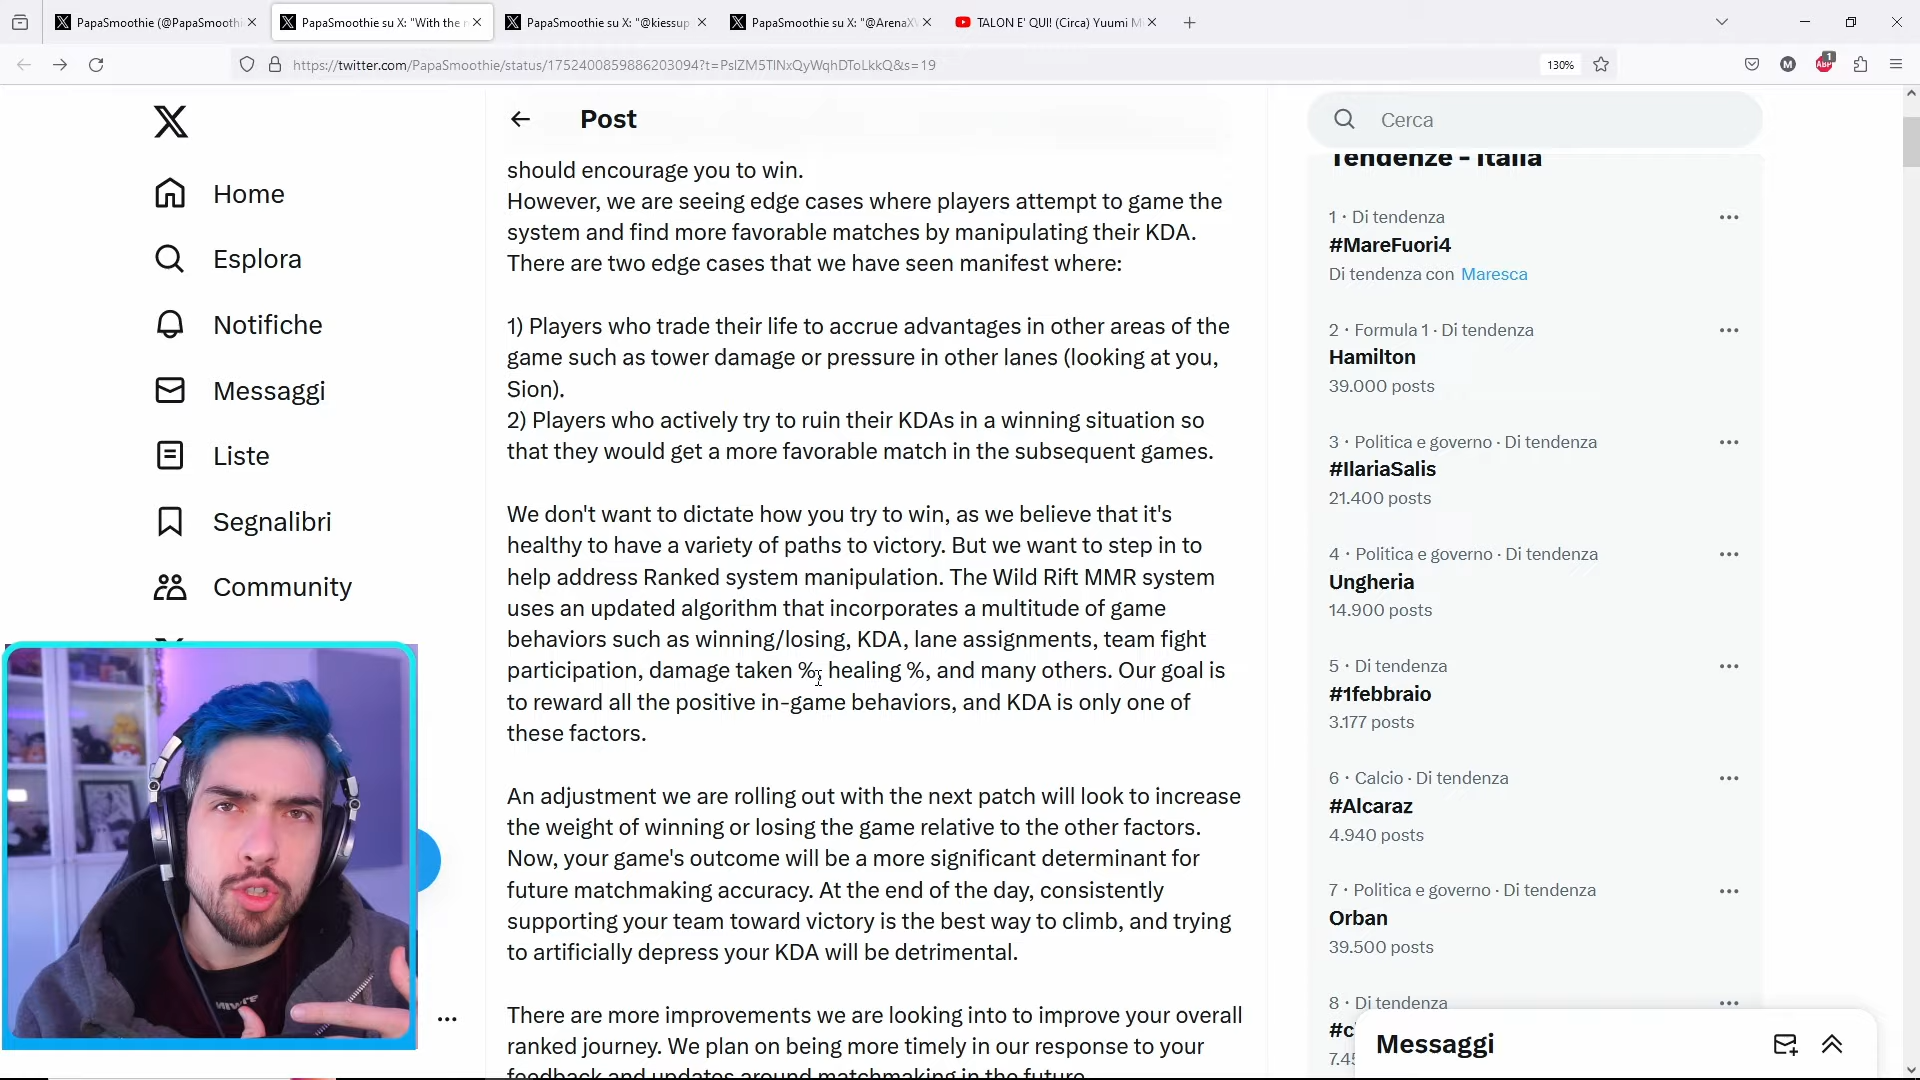 PapaSmoothie (@PapaSmoothi
PapaSmoothie su X: "With the n
PapaSmoothie su X: "@kiessup
PapaSmoothie su X: "@ArenaXV
TALON E' QUI! (Circa) Yuumi M
https://twitter.com/PapaSmoothie/status/1752400859886203094?t=PsIZM5TINxQyWqhDToLkkQ&s=19
130%
M
ABP
1
Post
Cerca
Home
Esplora
Notifiche
Messaggi
Liste
Segnalibri
Community
should encourage you to win.
However, we are seeing edge cases where players attempt to game the
system and find more favorable matches by manipulating their KDA.
There are two edge cases that we have seen manifest where:
1) Players who trade their life to accrue advantages in other areas of the
game such as tower damage or pressure in other lanes (looking at you,
Sion).
2) Players who actively try to ruin their KDAs in a winning situation so
that they would get a more favorable match in the subsequent games.
We don't want to dictate how you try to win, as we believe that it's
healthy to have a variety of paths to victory. But we want to step in to
help address Ranked system manipulation. The Wild Rift MMR system
uses an updated algorithm that incorporates a multitude of game
behaviors such as winning/losing, KDA, lane assignments, team fight
participation, damage taken %, healing %, and many others. Our goal is
to reward all the positive in-game behaviors, and KDA is only one of
these factors.
An adjustment we are rolling out with the next patch will look to increase
the weight of winning or losing the game relative to the other factors.
Now, your game's outcome will be a more significant determinant for
future matchmaking accuracy. At the end of the day, consistently
supporting your team toward victory is the best way to climb, and trying
to artificially depress your KDA will be detrimental.
There are more improvements we are looking into to improve your overall
ranked journey. We plan on being more timely in our response to your
feedback and updates around matchmaking in the future.
Tendenze - Italia
1 · Di tendenza
#MareFuori4
Di tendenza con Maresca
2 · Formula 1 · Di tendenza
Hamilton
39.000 posts
3 · Politica e governo · Di tendenza
#IlariaSalis
21.400 posts
4 · Politica e governo · Di tendenza
Ungheria
14.900 posts
5 · Di tendenza
#1febbraio
3.177 posts
6 · Calcio · Di tendenza
#Alcaraz
4.940 posts
7 · Politica e governo · Di tendenza
Orban
39.500 posts
8 · Di tendenza
Messaggi